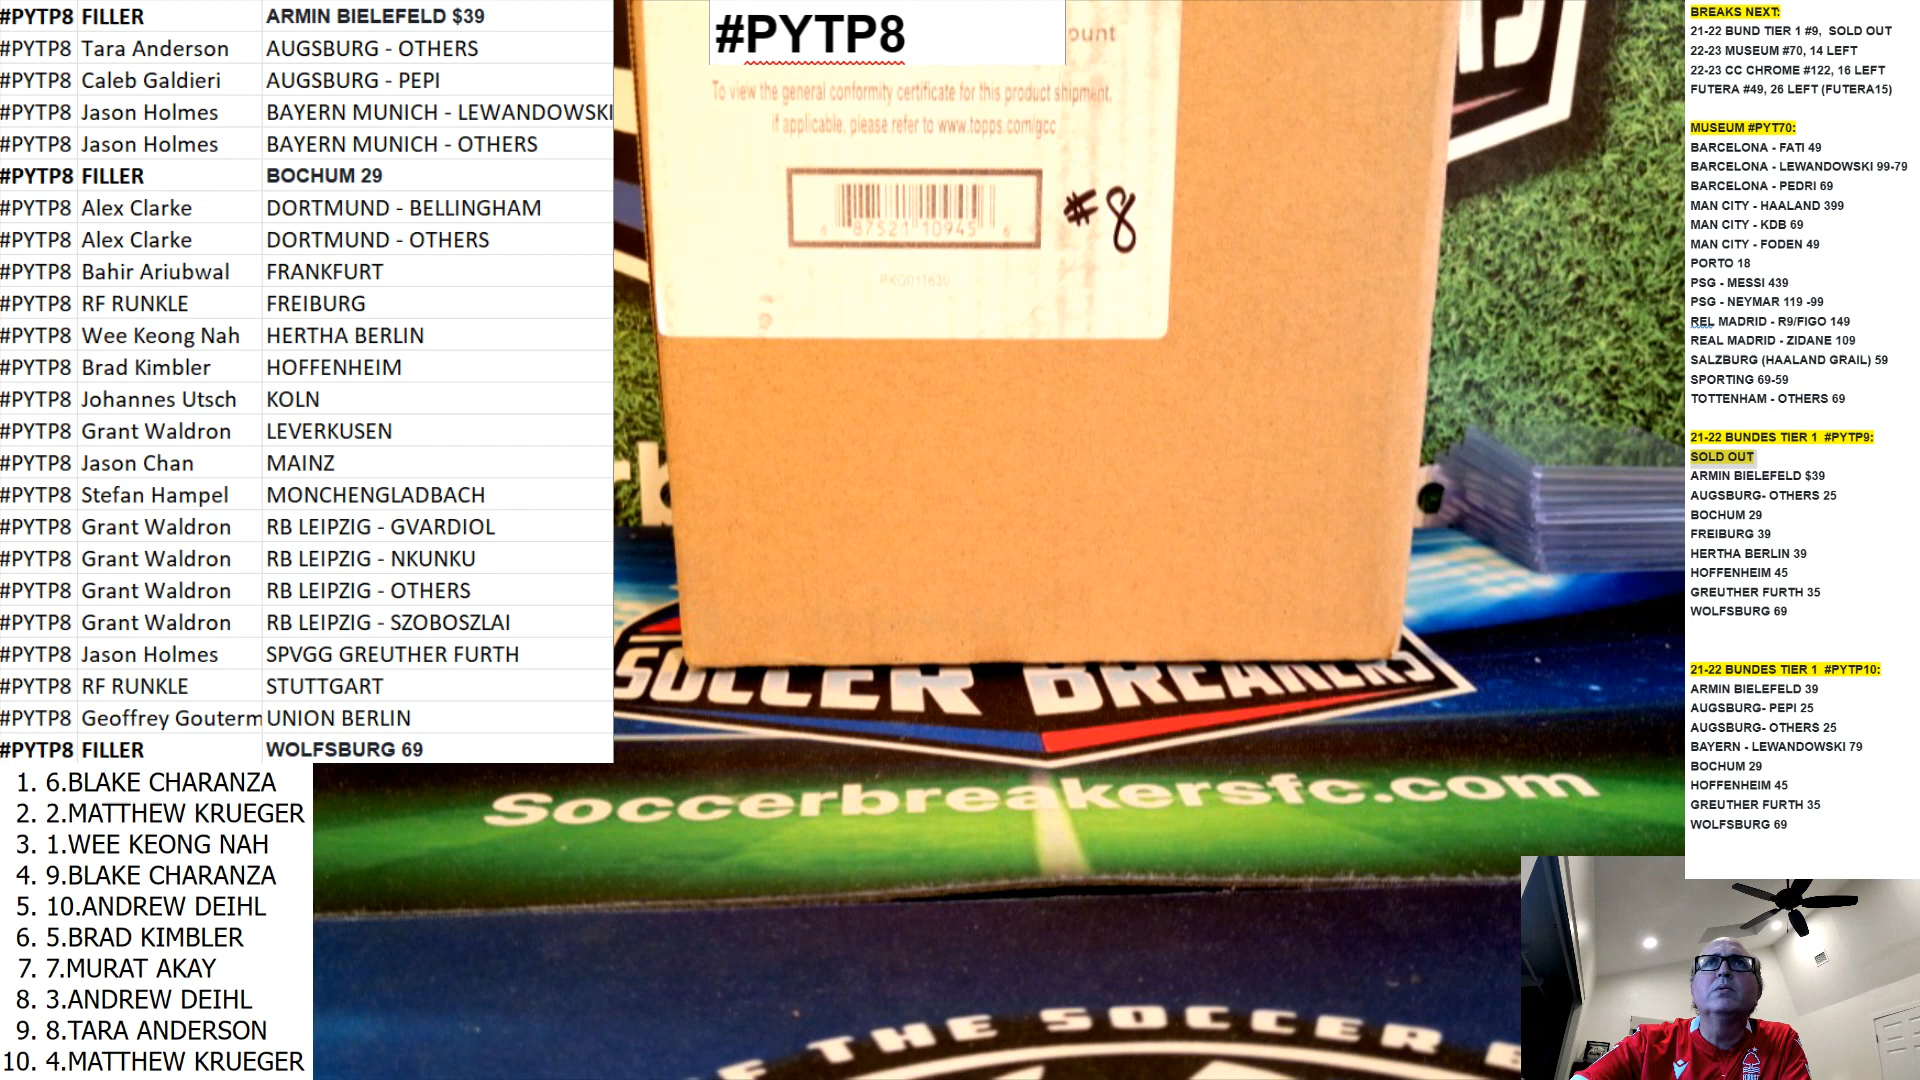 #PYTP8 FILLER ARMIN BIELEFELD $39
#PYTP8 Tara Anderson AUGSBURG - OTHERS
#PYTP8 Caleb Galdieri AUGSBURG - PEPI
#PYTP8 Jason Holmes BAYERN MUNICH - LEWANDOWSKI
#PYTP8 Jason Holmes BAYERN MUNICH - OTHERS
#PYTP8 FILLER BOCHUM 29
#PYTP8 Alex Clarke DORTMUND - BELLINGHAM
#PYTP8 Alex Clarke DORTMUND - OTHERS
#PYTP8 Bahir Ariubwal FRANKFURT
#PYTP8 RF RUNKLE FREIBURG
#PYTP8 Wee Keong Nah HERTHA BERLIN
#PYTP8 Brad Kimbler HOFFENHEIM
#PYTP8 Johannes Utsch KOLN
#PYTP8 Grant Waldron LEVERKUSEN
#PYTP8 Jason Chan MAINZ
#PYTP8 Stefan Hampel MONCHENGLADBACH
#PYTP8 Grant Waldron RB LEIPZIG - GVARDIOL
#PYTP8 Grant Waldron RB LEIPZIG - NKUNKU
#PYTP8 Grant Waldron RB LEIPZIG - OTHERS
#PYTP8 Grant Waldron RB LEIPZIG - SZOBOSZLAI
#PYTP8 Jason Holmes SPVGG GREUTHER FURTH
#PYTP8 RF RUNKLE STUTTGART
#PYTP8 Geoffrey Gouterm UNION BERLIN
#PYTP8 FILLER WOLFSBURG 69
1. 6.BLAKE CHARANZA
2. 2.MATTHEW KRUEGER
3. 1.WEE KEONG NAH
4. 9.BLAKE CHARANZA
5. 10.ANDREW DEIHL
6. 5.BRAD KIMBLER
7. 7.MURAT AKAY
8. 3.ANDREW DEIHL
9. 8.TARA ANDERSON
10. 4.MATTHEW KRUEGER
#PYTP8
ount
To view the general conformity certificate for this product shipment,
if applicable, please refer to www.topps.com/gcc
8 87521 10945 6
#8
PKG011630
SOCCER BREAKERS
Soccerbreakersfc.com
F THE SOCCER B
BREAKS NEXT:
21-22 BUND TIER 1 #9, SOLD OUT
22-23 MUSEUM #70, 14 LEFT
22-23 CC CHROME #122, 16 LEFT
FUTERA #49, 26 LEFT (FUTERA15)
MUSEUM #PYT70:
BARCELONA - FATI 49
BARCELONA - LEWANDOWSKI 99-79
BARCELONA - PEDRI 69
MAN CITY - HAALAND 399
MAN CITY - KDB 69
MAN CITY - FODEN 49
PORTO 18
PSG - MESSI 439
PSG - NEYMAR 119 -99
REL MADRID - R9/FIGO 149
REAL MADRID - ZIDANE 109
SALZBURG (HAALAND GRAIL) 59
SPORTING 69-59
TOTTENHAM - OTHERS 69
21-22 BUNDES TIER 1 #PYTP9:
SOLD OUT
ARMIN BIELEFELD $39
AUGSBURG- OTHERS 25
BOCHUM 29
FREIBURG 39
HERTHA BERLIN 39
HOFFENHEIM 45
GREUTHER FURTH 35
WOLFSBURG 69
21-22 BUNDES TIER 1 #PYTP10:
ARMIN BIELEFELD 39
AUGSBURG- PEPI 25
AUGSBURG- OTHERS 25
BAYERN - LEWANDOWSKI 79
BOCHUM 29
HOFFENHEIM 45
GREUTHER FURTH 35
WOLFSBURG 69